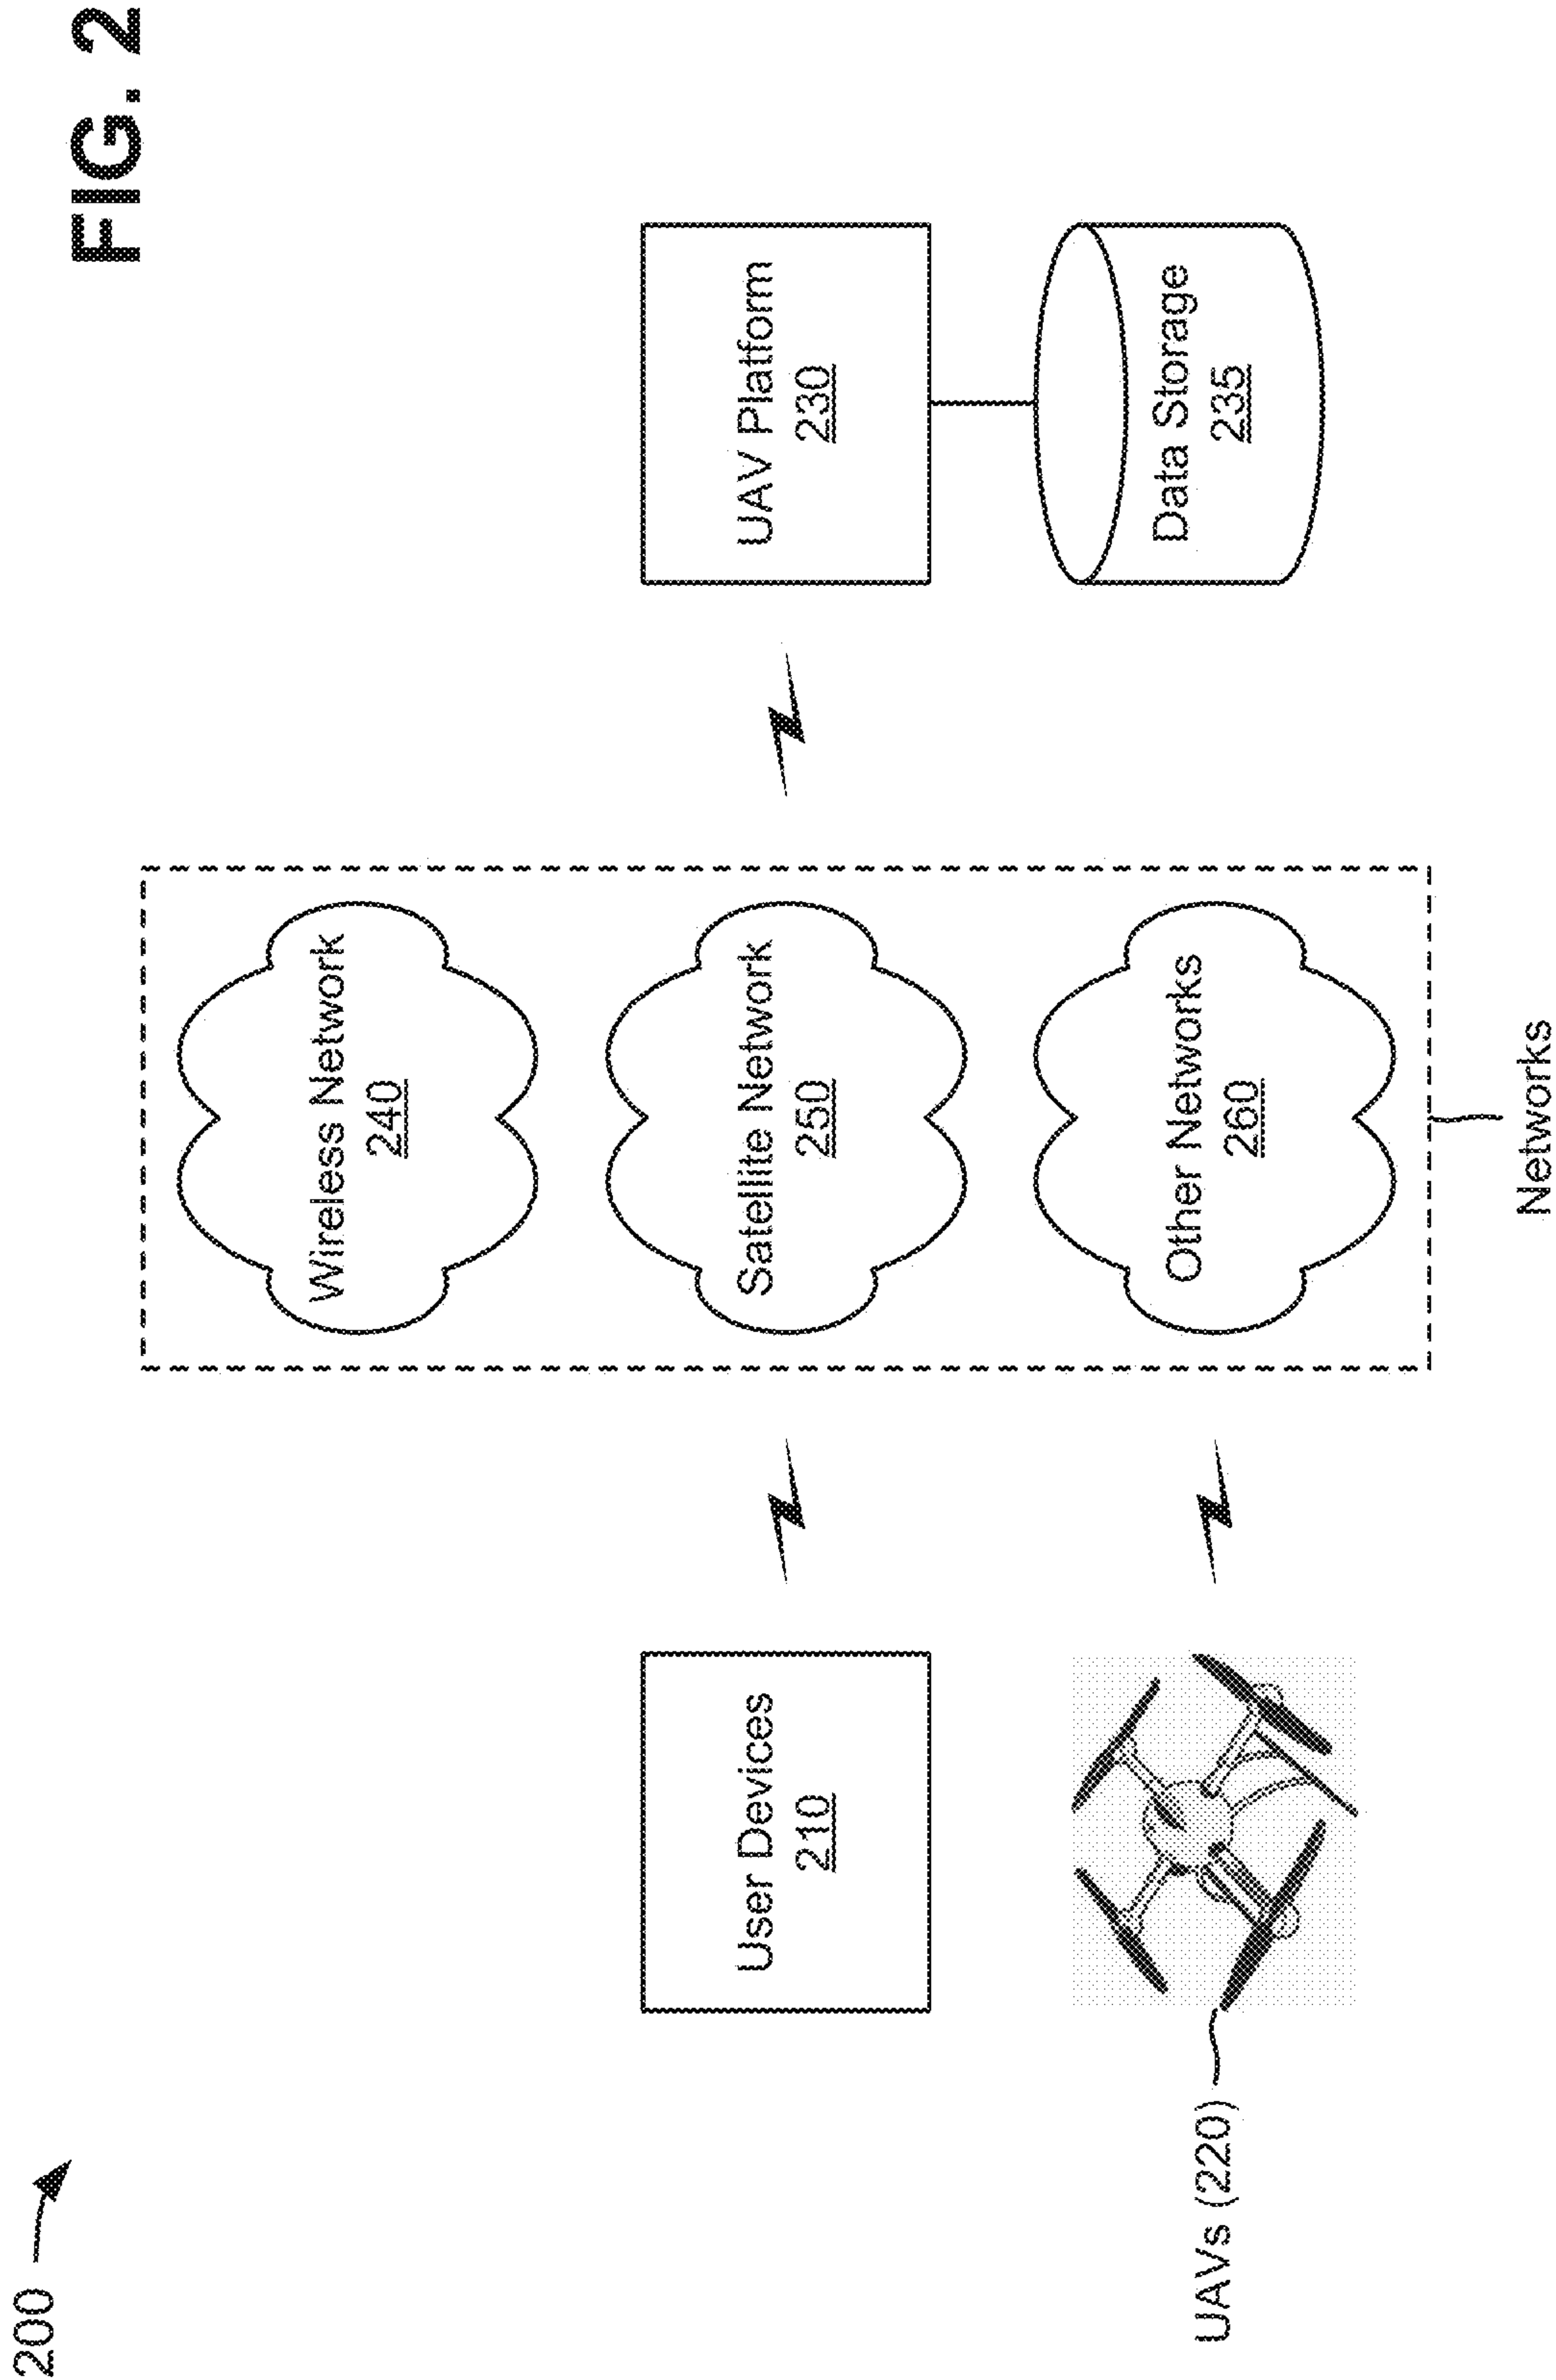 FIG. 2
200
Wireless Network
240
User Devices
210
Satellite Network
250
UAV Platform
230
UAVs (220)
Other Networks
260
Data Storage
235
Networks